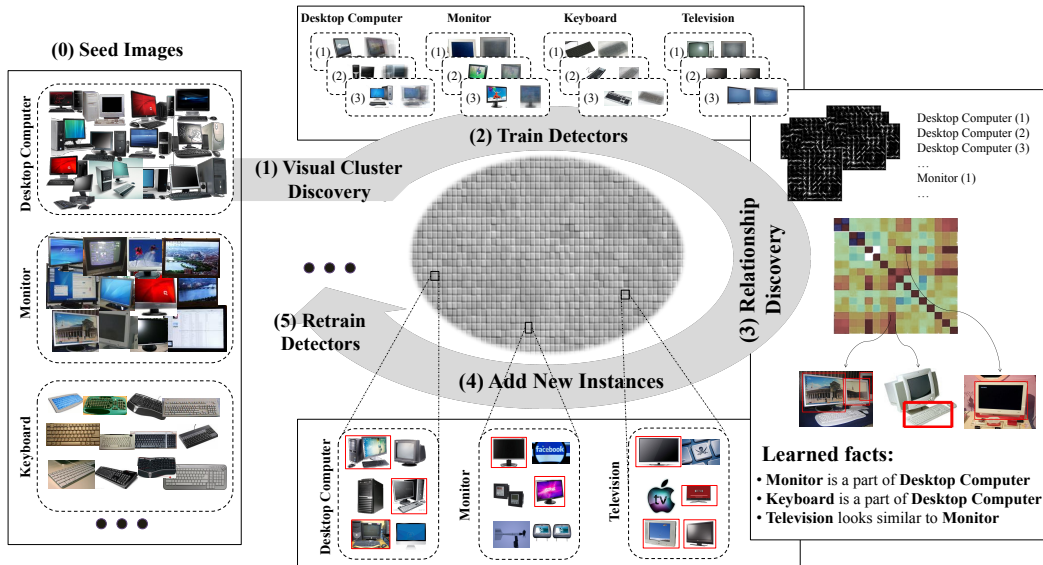 (0) Seed Images
Desktop Computer
Monitor
Keyboard
Desktop Computer
Monitor
Keyboard
Television
(1)
(1)
(1)
(1)
(2)
(2)
(2)
(2)
(3)
(3)
(3)
(3)
(1) Visual Cluster
Discovery
(2) Train Detectors
(3) Relationship
Discovery
(4) Add New Instances
(5) Retrain
Detectors
Desktop Computer (1)
Desktop Computer (2)
Desktop Computer (3)
…
Monitor (1)
…
Learned facts:
• Monitor is a part of Desktop Computer
• Keyboard is a part of Desktop Computer
• Television looks similar to Monitor
Desktop Computer
Monitor
facebook
Television
tv